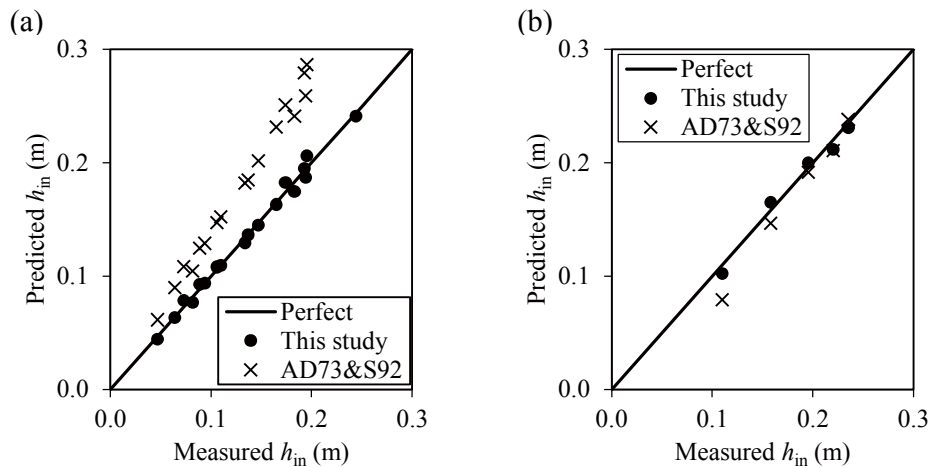 (a)
0.3
0.2
0.1
0.0
Predicted h_in (m)
Perfect
This study
AD73&S92
0.0 0.1 0.2 0.3
Measured h_in (m)
(b)
0.3
0.2
0.1
0.0
Predicted h_in (m)
Perfect
This study
AD73&S92
0.0 0.1 0.2 0.3
Measured h_in (m)